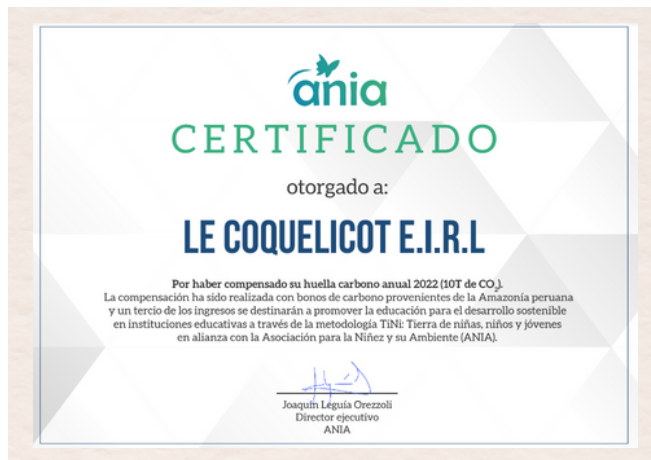 ania
CERTIFICADO
otorgado a:
LE COQUELICOT E.I.R.L
Por haber compensado su huella carbono anual 2022 (10T de CO₂).
La compensación ha sido realizada con bonos de carbono provenientes de la Amazonía peruana
y un tercio de los ingresos se destinarán a promover la educación para el desarrollo sostenible
en instituciones educativas a través de la metodología TiNi: Tierra de niñas, niños y jóvenes
en alianza con la Asociación para la Niñez y su Ambiente (ANIA).
Joaquín Leguía Orezzoli
Director ejecutivo
ANIA